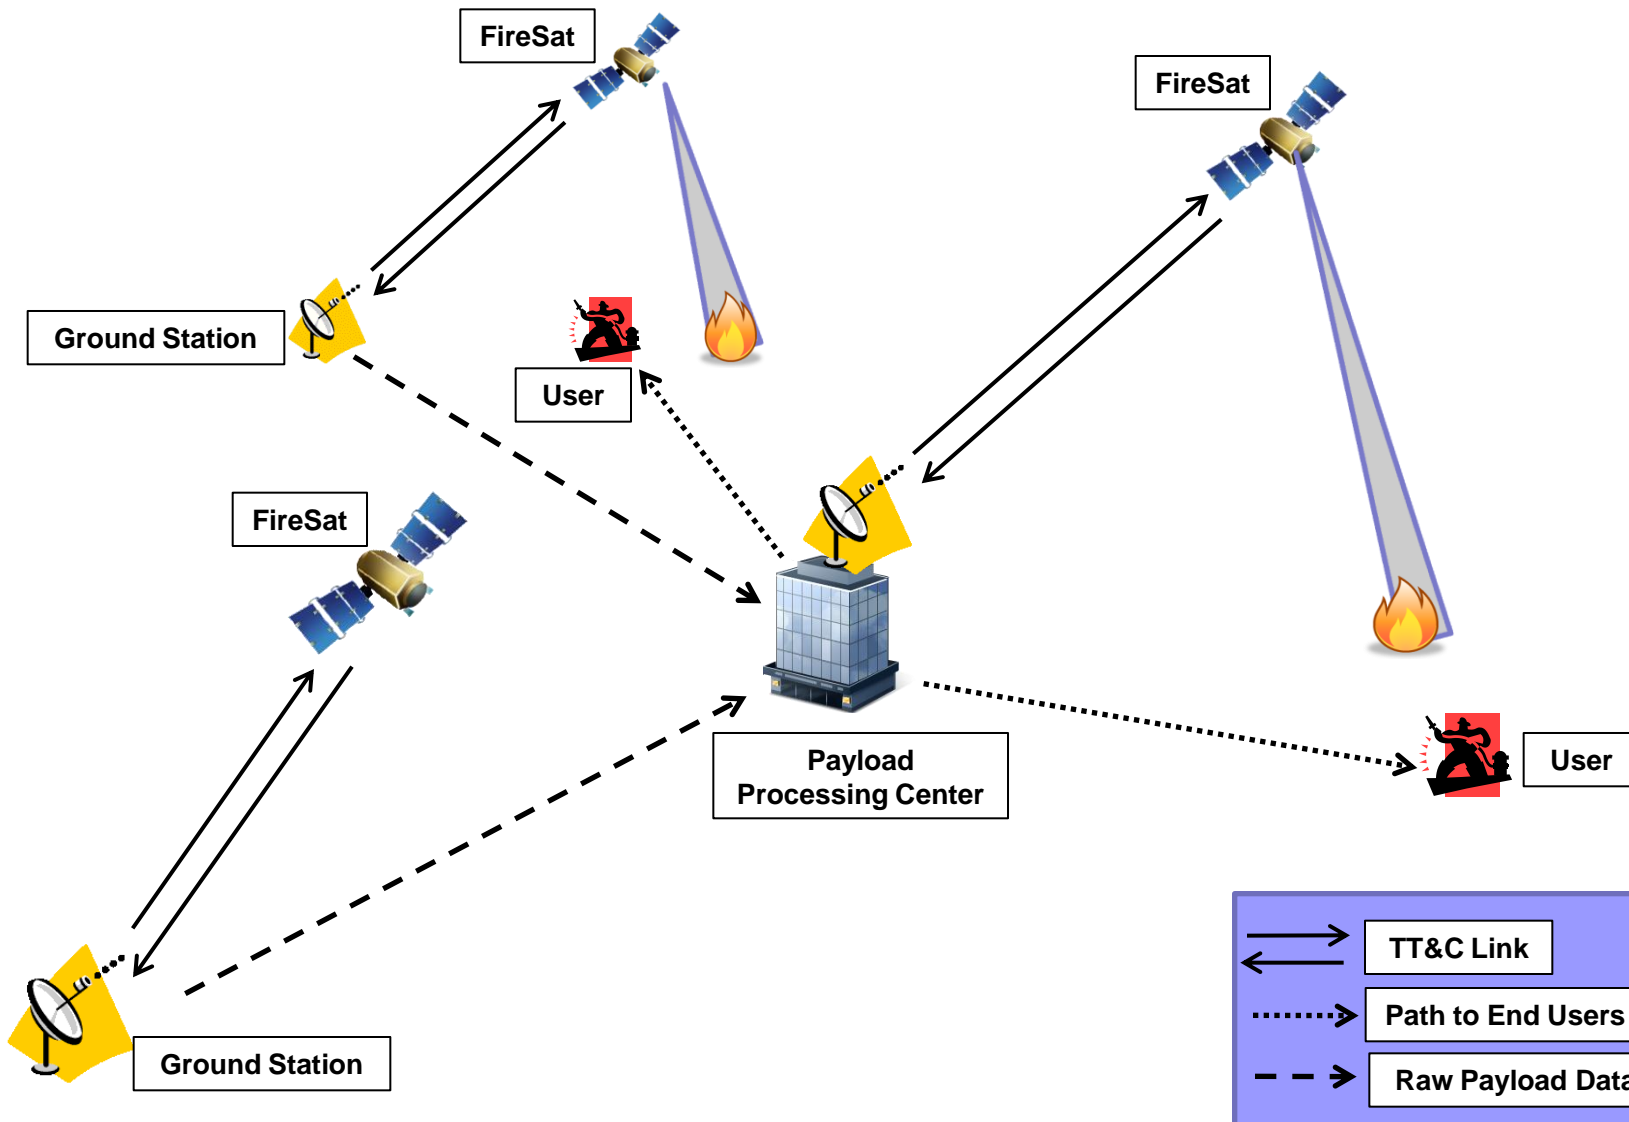 FireSat
FireSat
Ground Station
User
FireSat
Payload
Processing Center
User
TT&C Link
Path to End Users
Raw Payload Data
Ground Station